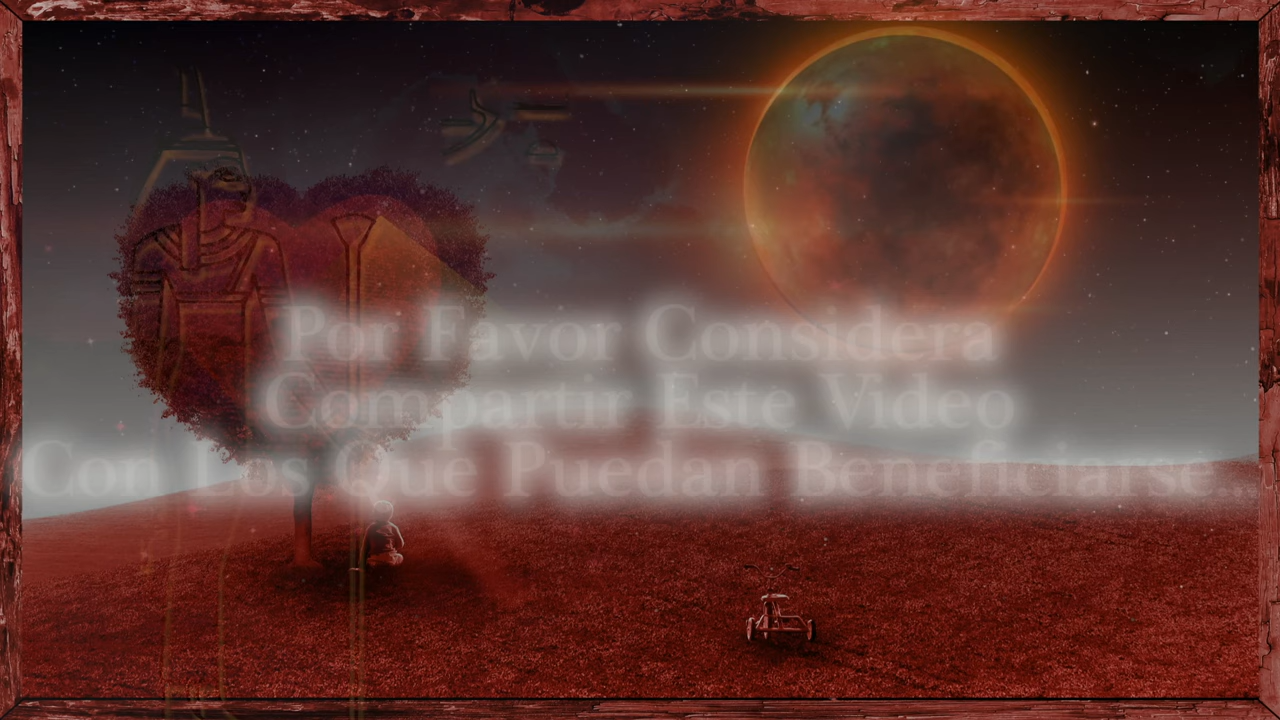 Por Favor Considera
Compartir Este Video
Con Los Que Puedan Beneficiarse...